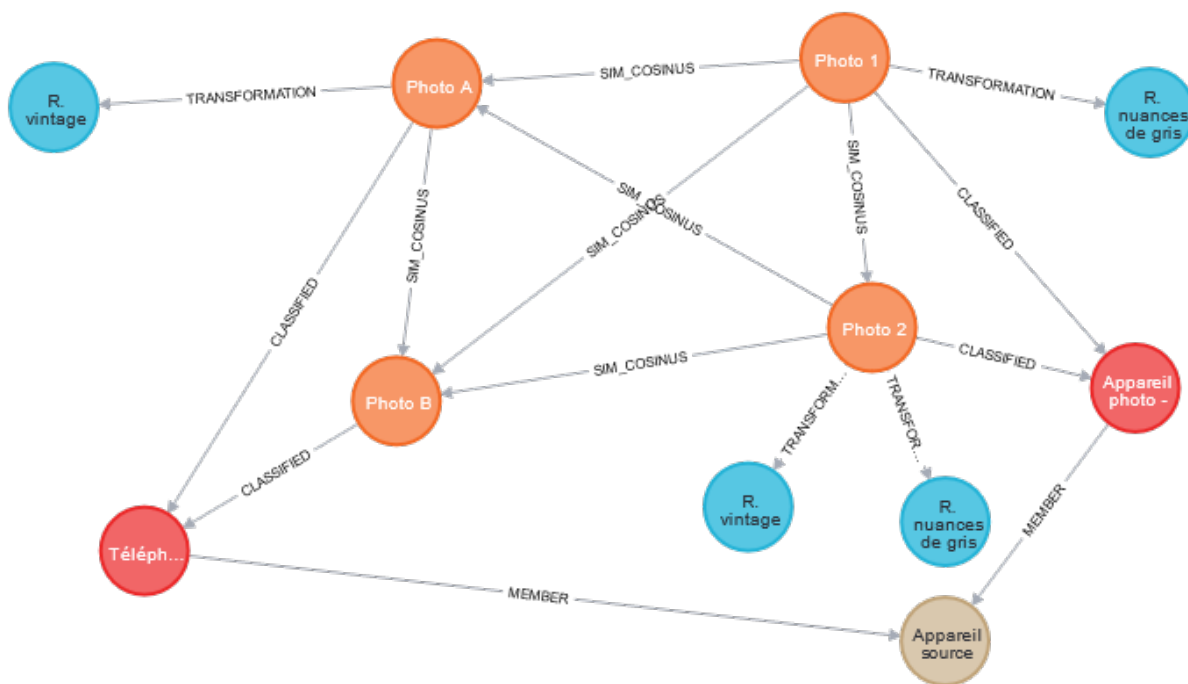 Photo 1
Photo A
SIM_COSINUS
TRANSFORMATION
TRANSFORMATION
R.
vintage
R.
nuances
de gris
SIM_COSINUS
SIM_COSINUS
SIM_COSINUS
SIM_COSINUS
CLASSIFIED
CLASSIFIED
Photo 2
SIM_COSINUS
CLASSIFIED
Photo B
Appareil
photo -
TRANSFORM...
TRANSFOR...
CLASSIFIED
R.
vintage
R.
nuances
de gris
MEMBER
Téléph...
MEMBER
Appareil
source